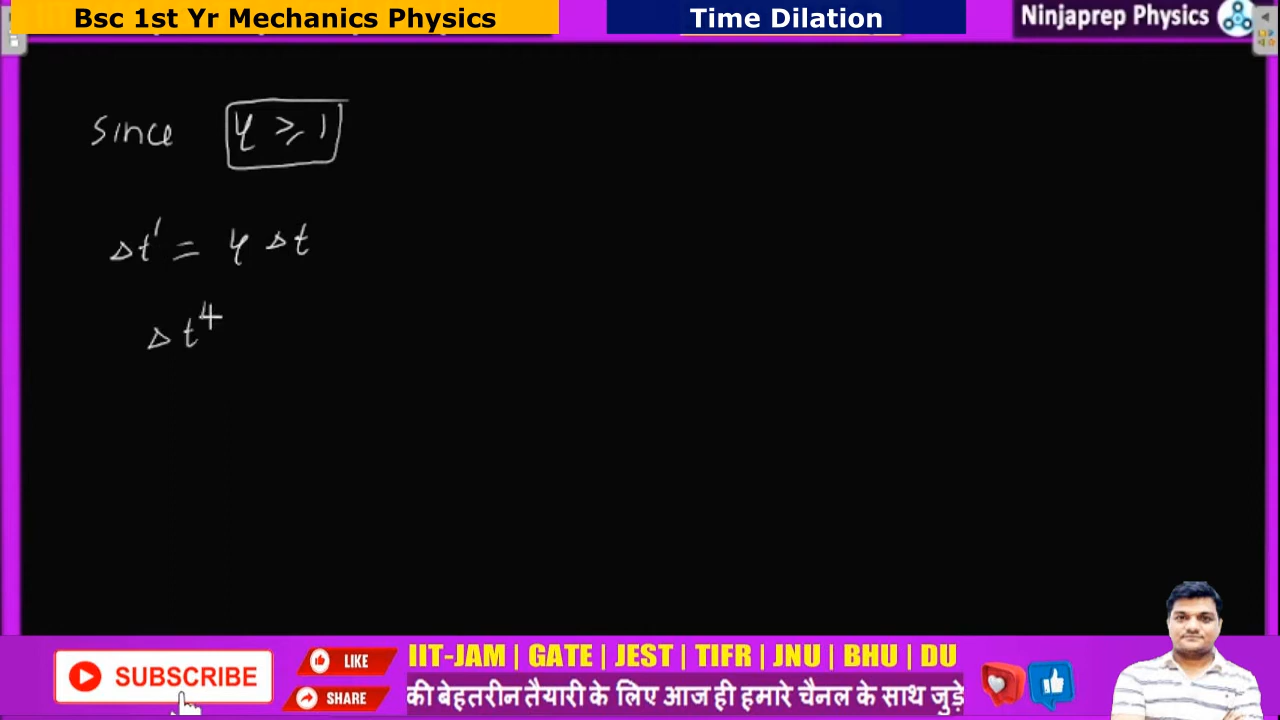 Bsc 1st Yr Mechanics Physics
Time Dilation
Ninjaprep Physics
Since γ ≥ 1
Δt' = γ Δt
Δt⁴
SUBSCRIBE
LIKE
SHARE
IIT-JAM | GATE | JEST | TIFR | JNU | BHU | DU
की बेहतरीन तैयारी के लिए आज ही हमारे चैनल के साथ जुड़े